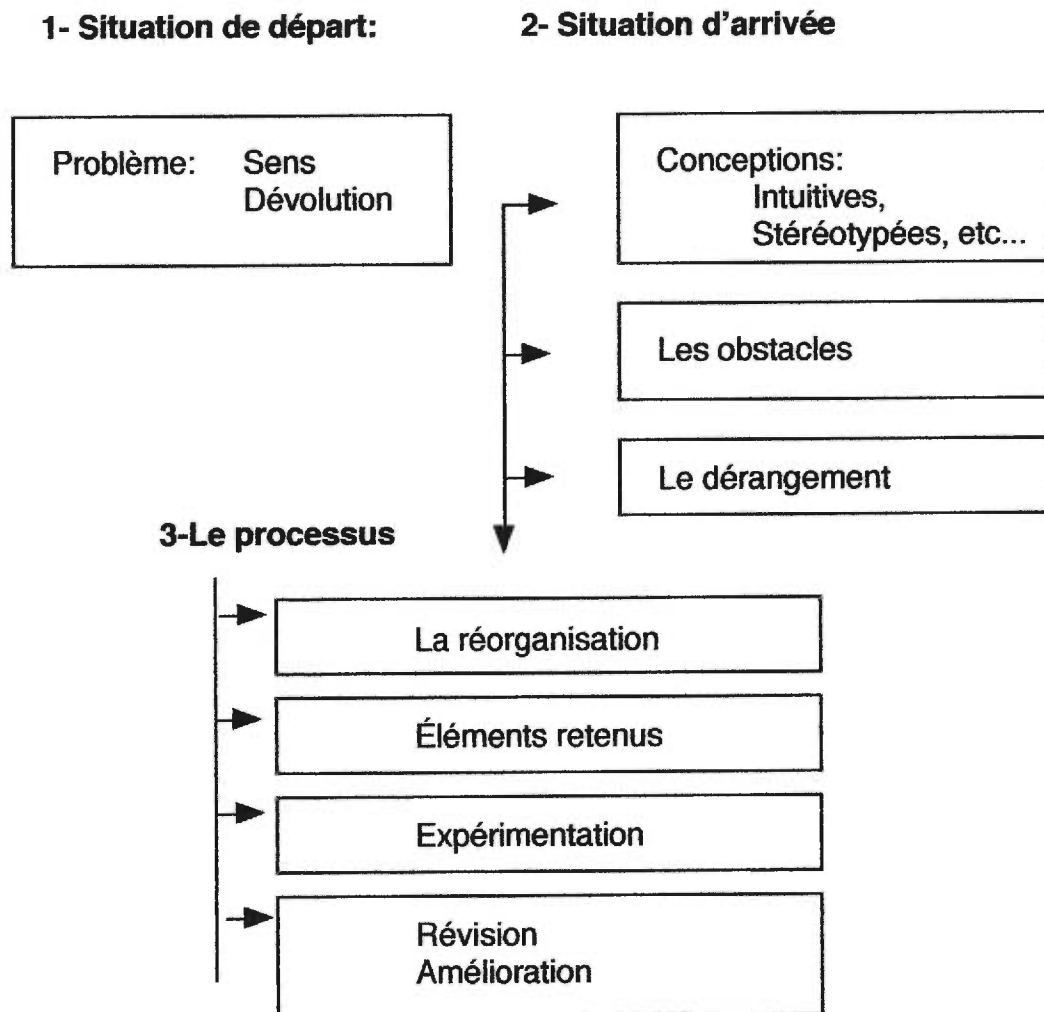 1- Situation de départ:
2- Situation d'arrivée
Problème: Sens
Dévolution
Conceptions:
Intuitives,
Stéréotypées, etc...
Les obstacles
Le dérangement
3-Le processus
La réorganisation
Éléments retenus
Expérimentation
Révision
Amélioration